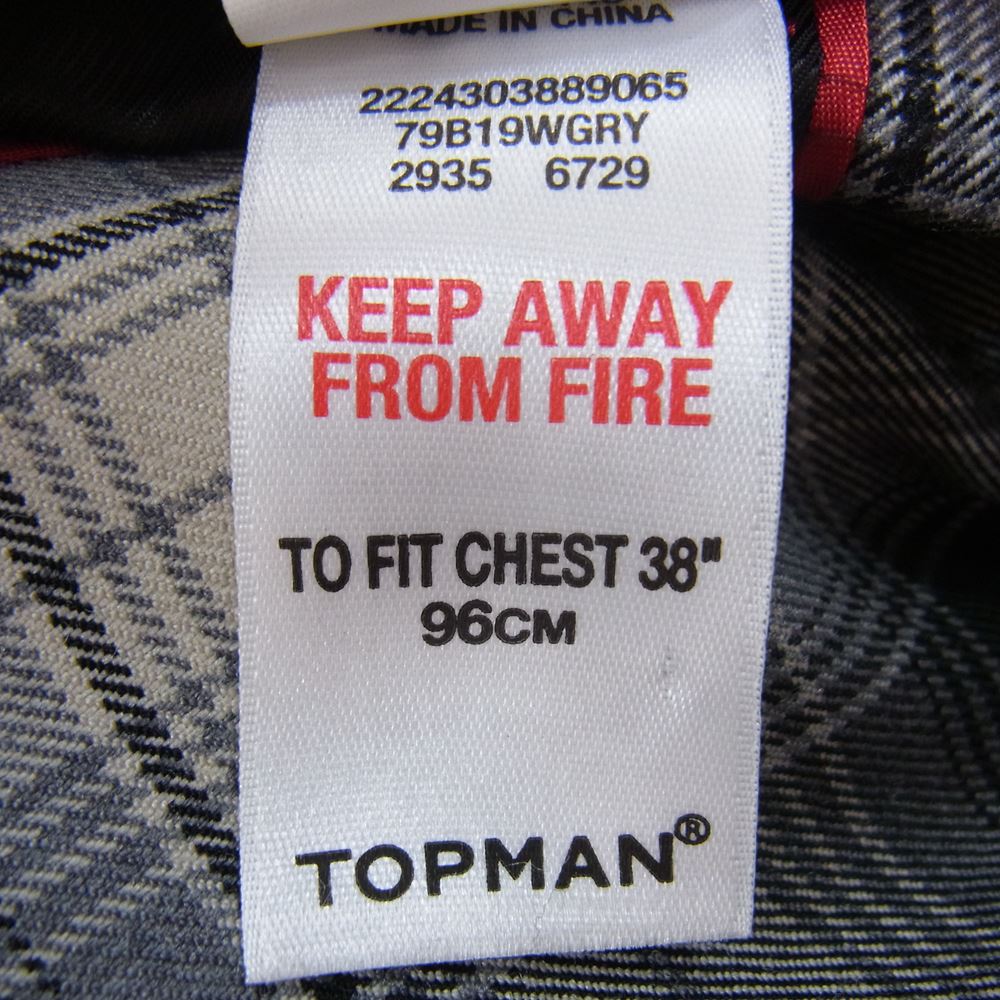 MADE IN CHINA
2224303889065
79B19WGRY
2935 6729
KEEP AWAY
FROM FIRE
TO FIT CHEST 38"
96CM
TOPMAN®